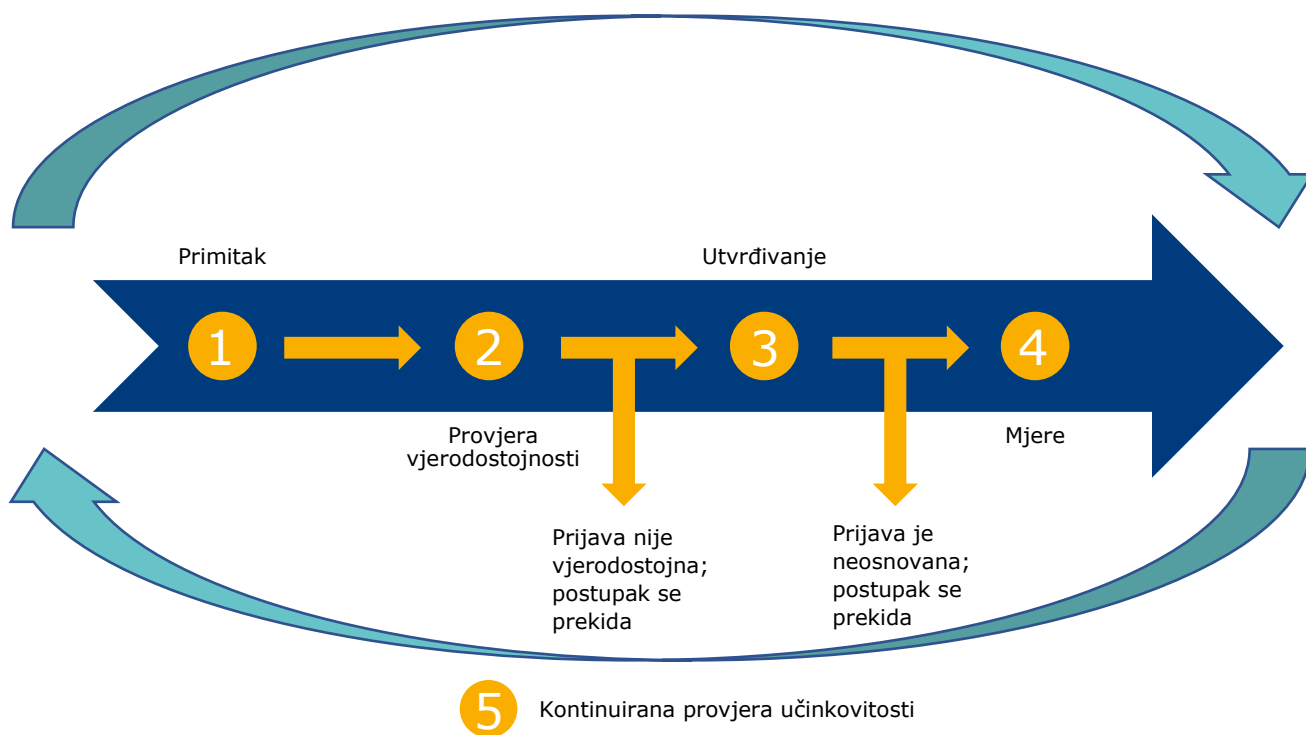 Primitak
Utvrđivanje
1
2
3
4
Provjera
vjerodostojnosti
Mjere
Prijava nije
vjerodostojna;
postupak se
prekida
Prijava je
neosnovana;
postupak se
prekida
5
Kontinuirana provjera učinkovitosti